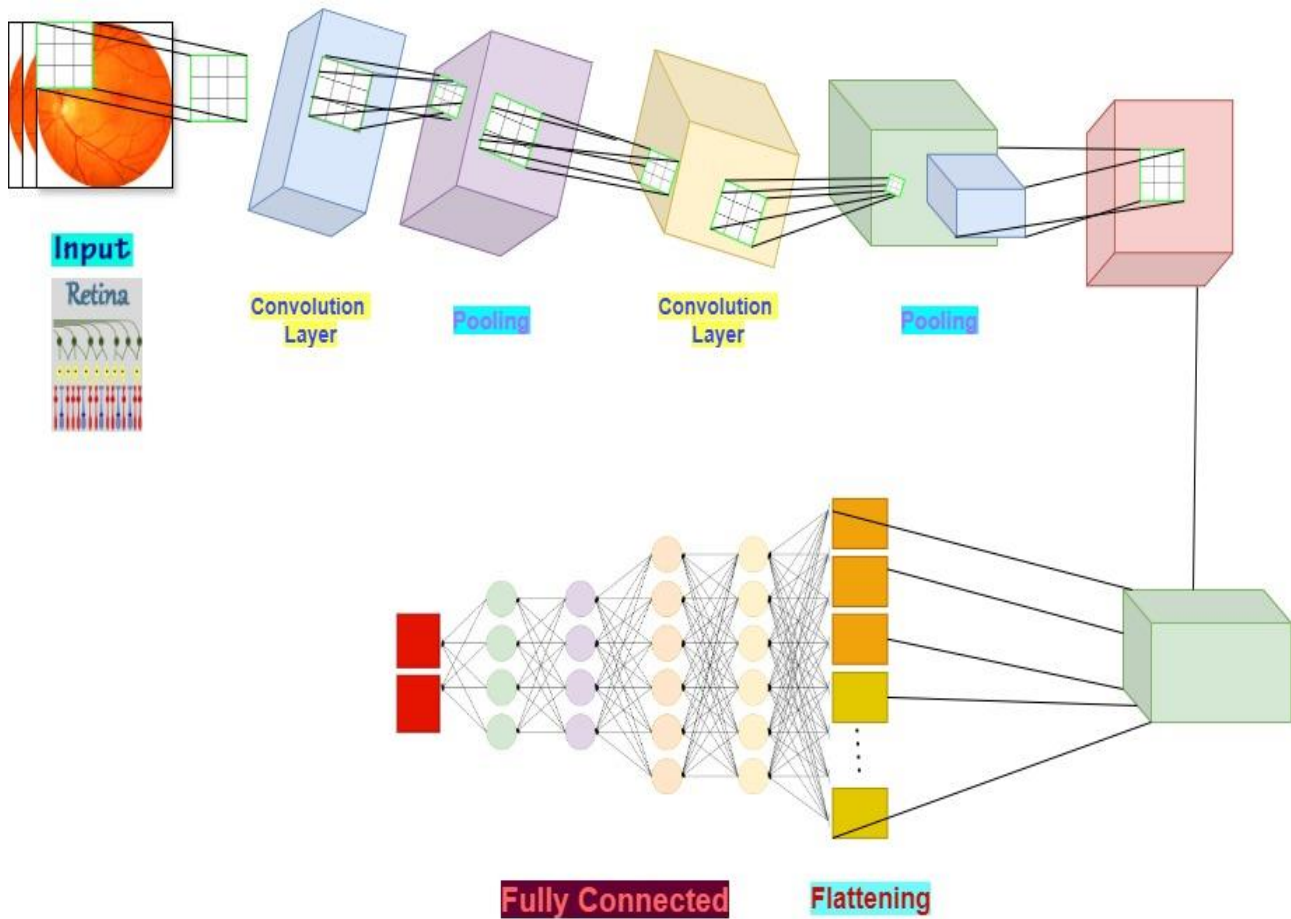 Input
Retina
Convolution
Layer
Pooling
Convolution
Layer
Pooling
Fully Connected
Flattening